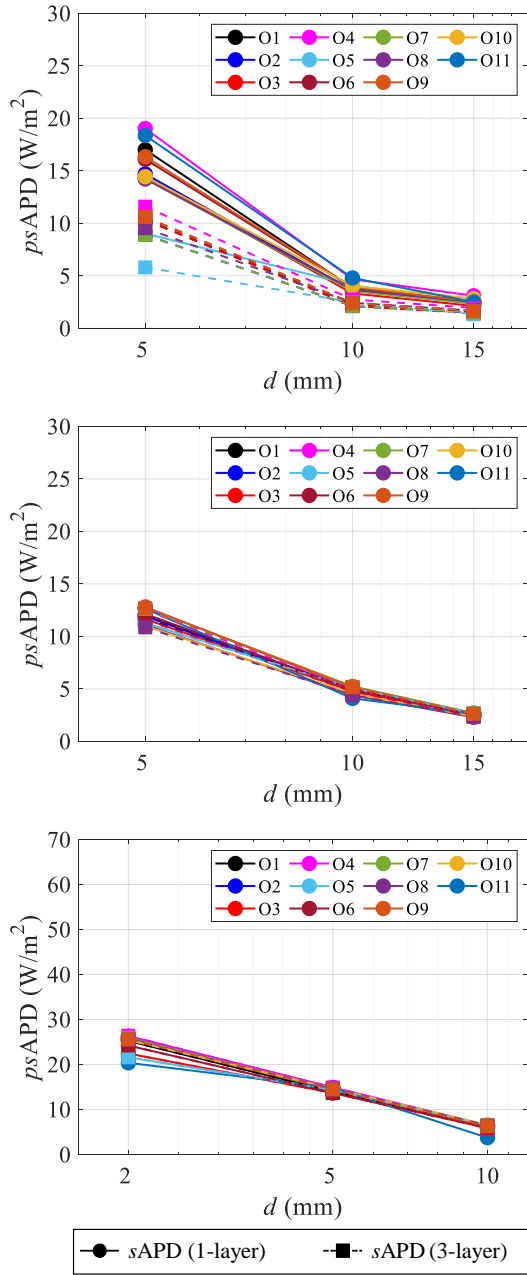 30
25
20
15
10
5
0
psAPD (W/m²)
O1 O4 O7 O10
O2 O5 O8 O11
O3 O6 O9
5 10 15
d (mm)
30
25
20
15
10
5
0
psAPD (W/m²)
O1 O4 O7 O10
O2 O5 O8 O11
O3 O6 O9
5 10 15
d (mm)
70
60
50
40
30
20
10
0
psAPD (W/m²)
O1 O4 O7 O10
O2 O5 O8 O11
O3 O6 O9
2 5 10
d (mm)
sAPD (1-layer) sAPD (3-layer)